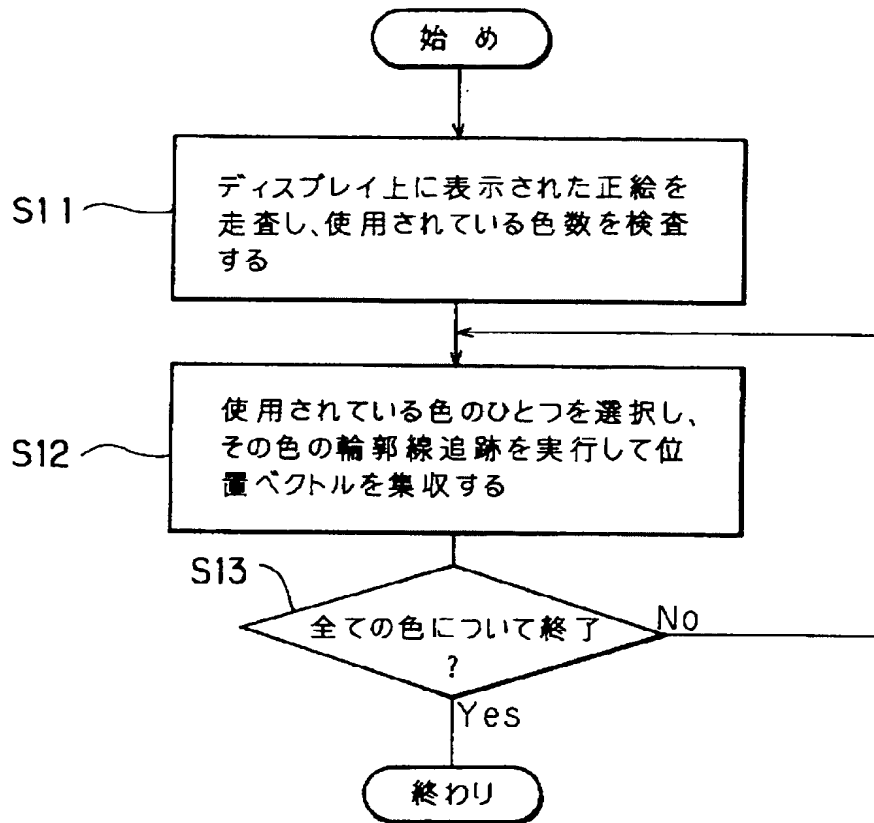 始め
S11
ディスプレイ上に表示された正絵を
走査し、使用されている色数を検査
する
S12
使用されている色のひとつを選択し、
その色の輪郭線追跡を実行して位
置ベクトルを集収する
S13
全ての色について終了
?
No
Yes
終わり